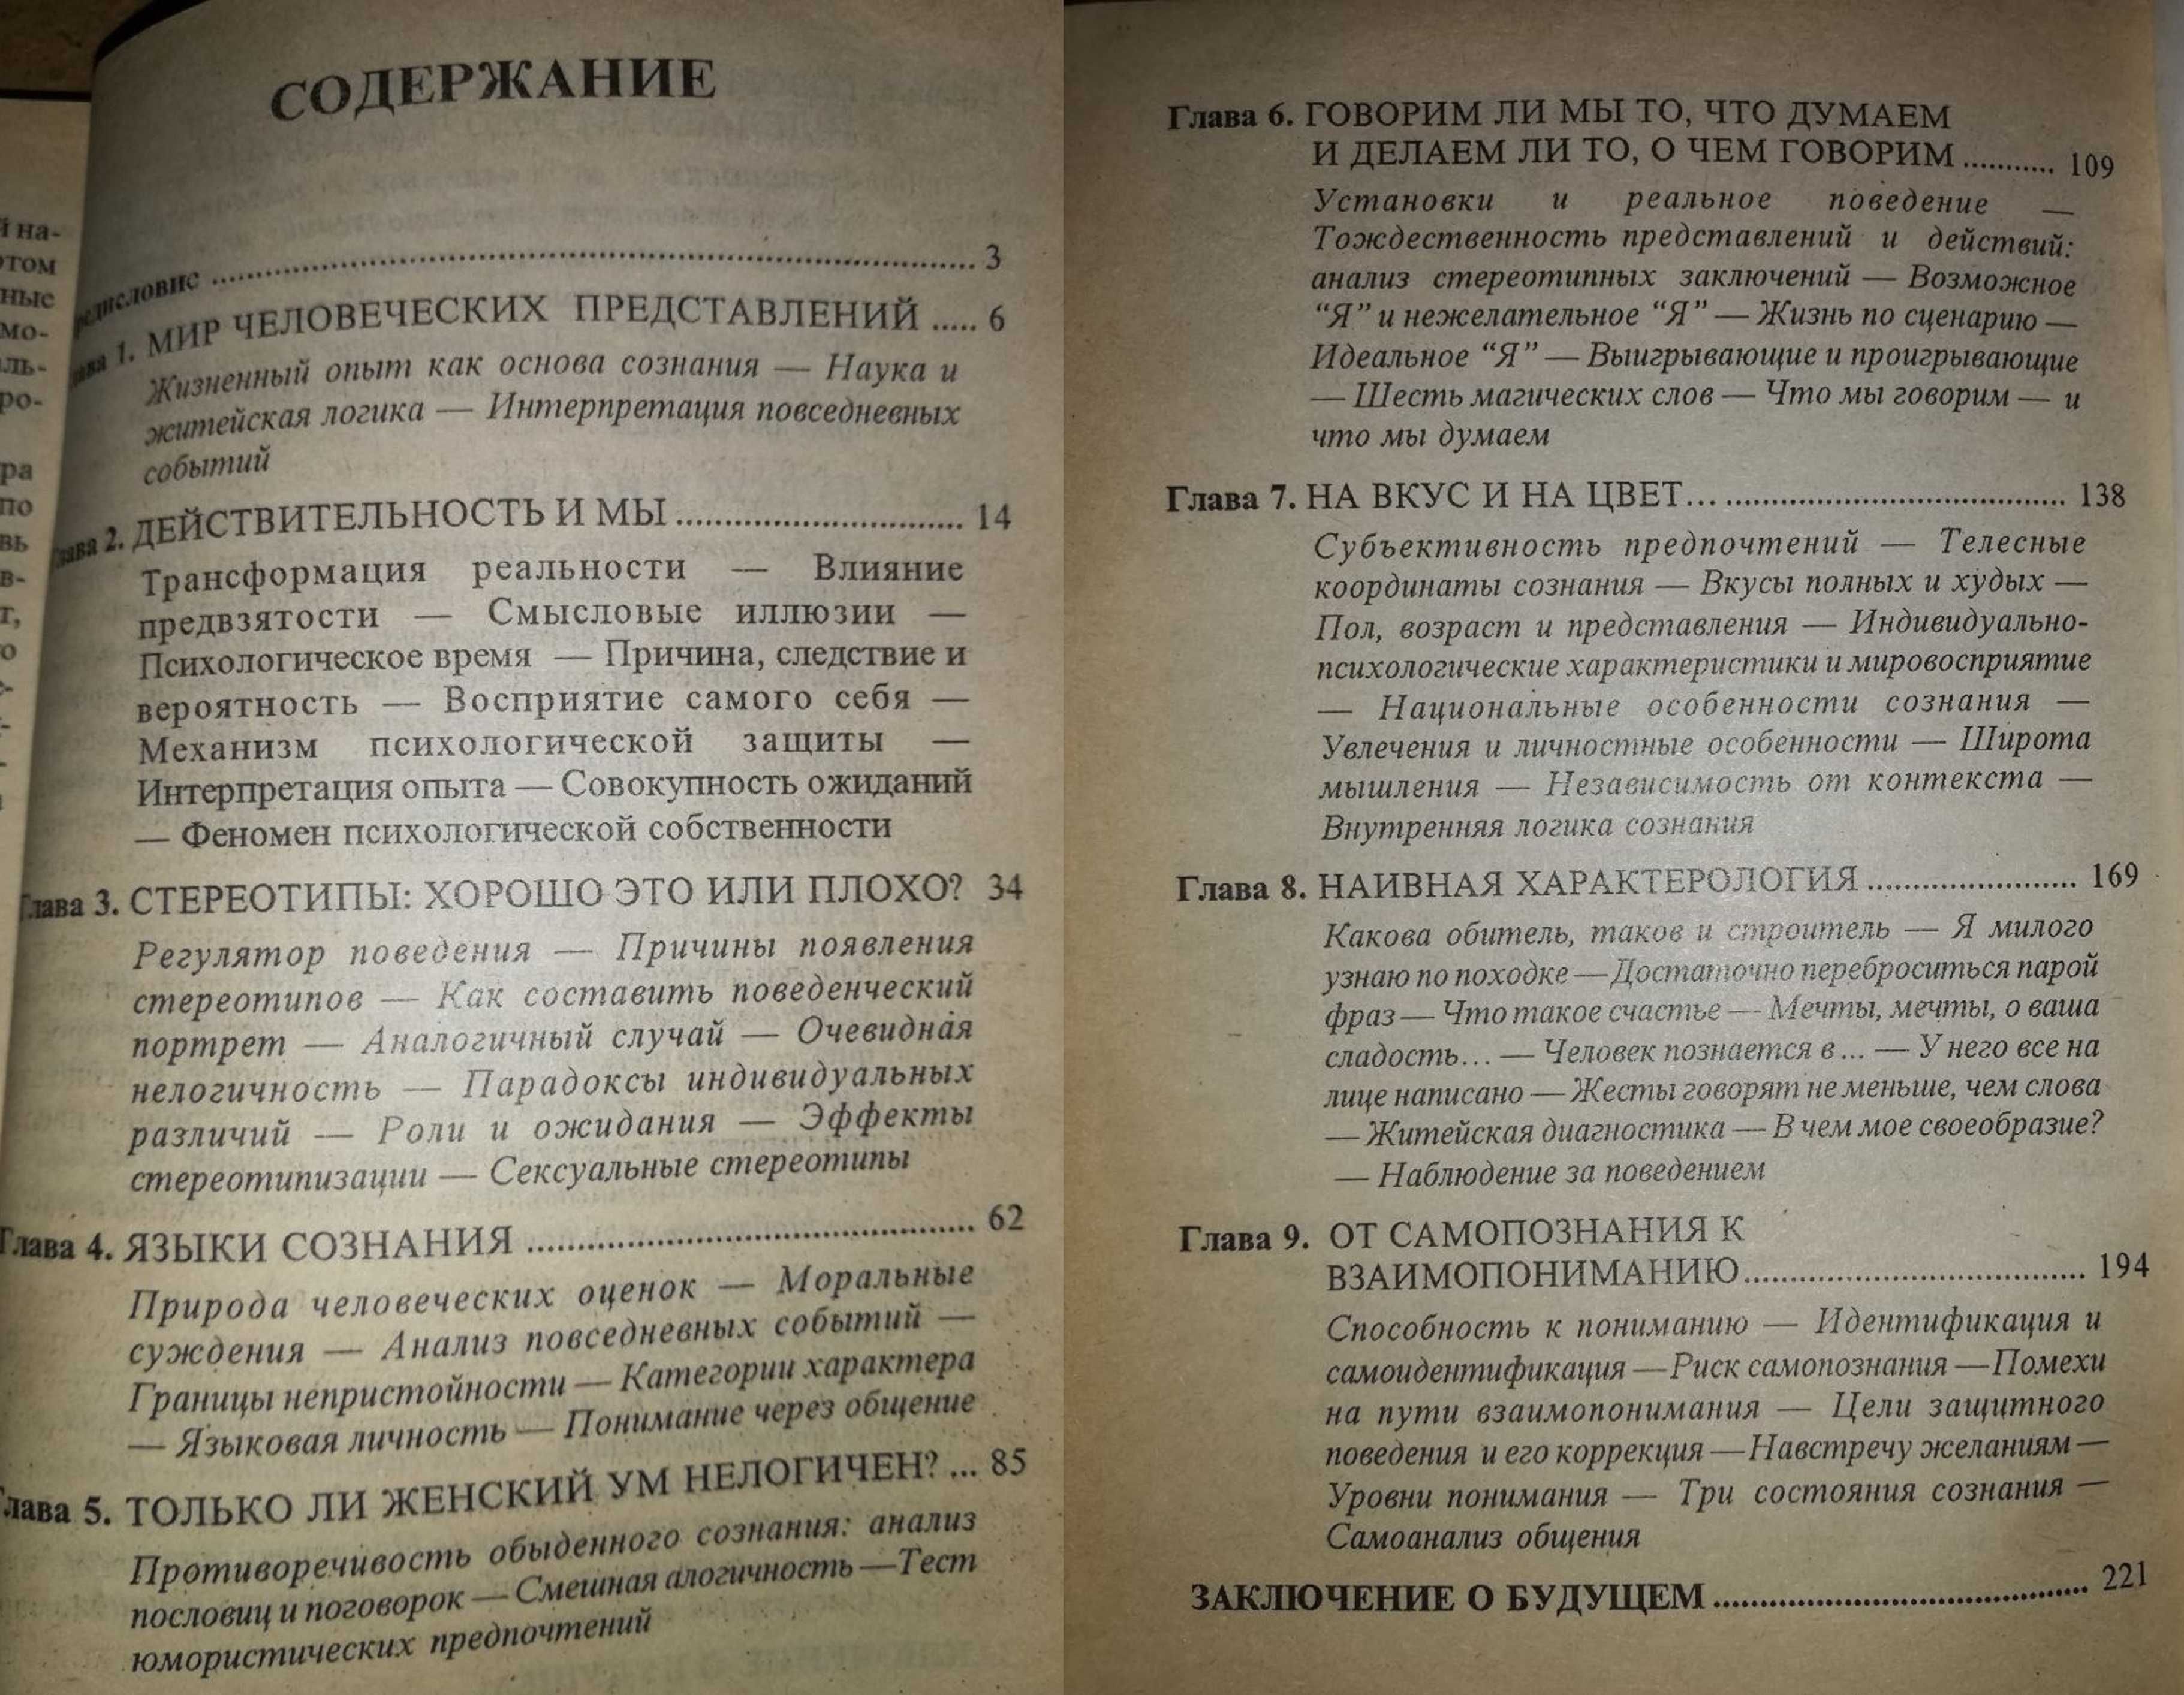 СОДЕРЖАНИЕ
й на-
этом
ные
мо-
ль-
ро-
ра
по
вь
в-
т,
о
едисловие ........ 3
ава 1. МИР ЧЕЛОВЕЧЕСКИХ ПРЕДСТАВЛЕНИЙ ..... 6
Жизненный опыт как основа сознания — Наука и
житейская логика — Интерпретация повседневных
событий
лава 2. ДЕЙСТВИТЕЛЬНОСТЬ И МЫ ........ 14
Трансформация реальности — Влияние
предвзятости — Смысловые иллюзии —
Психологическое время — Причина, следствие и
вероятность — Восприятие самого себя —
Механизм психологической защиты —
Интерпретация опыта — Совокупность ожиданий
— Феномен психологической собственности
Глава 3. СТЕРЕОТИПЫ: ХОРОШО ЭТО ИЛИ ПЛОХО? 34
Регулятор поведения — Причины появления
стереотипов — Как составить поведенческий
портрет — Аналогичный случай — Очевидная
нелогичность — Парадоксы индивидуальных
различий — Роли и ожидания — Эффекты
стереотипизации — Сексуальные стереотипы
Глава 4. ЯЗЫКИ СОЗНАНИЯ ........ 62
Природа человеческих оценок — Моральные
суждения — Анализ повседневных событий —
Границы непристойности — Категории характера
— Языковая личность — Понимание через общение
лава 5. ТОЛЬКО ЛИ ЖЕНСКИЙ УМ НЕЛОГИЧЕН? ... 85
Противоречивость обыденного сознания: анализ
пословиц и поговорок — Смешная алогичность — Тест
юмористических предпочтений
Глава 6. ГОВОРИМ ЛИ МЫ ТО, ЧТО ДУМАЕМ
И ДЕЛАЕМ ЛИ ТО, О ЧЕМ ГОВОРИМ ........ 109
Установки и реальное поведение —
Тождественность представлений и действий:
анализ стереотипных заключений — Возможное
“Я” и нежелательное “Я” — Жизнь по сценарию —
Идеальное “Я” — Выигрывающие и проигрывающие
— Шесть магических слов — Что мы говорим — и
что мы думаем
Глава 7. НА ВКУС И НА ЦВЕТ... ........ 138
Субъективность предпочтений — Телесные
координаты сознания — Вкусы полных и худых —
Пол, возраст и представления — Индивидуально-
психологические характеристики и мировосприятие
— Национальные особенности сознания —
Увлечения и личностные особенности — Широта
мышления — Независимость от контекста —
Внутренняя логика сознания
Глава 8. НАИВНАЯ ХАРАКТЕРОЛОГИЯ ........ 169
Какова обитель, таков и строитель — Я милого
узнаю по походке — Достаточно переброситься парой
фраз — Что такое счастье — Мечты, мечты, о ваша
сладость... — Человек познается в... — У него все на
лице написано — Жесты говорят не меньше, чем слова
— Житейская диагностика — В чем мое своеобразие?
— Наблюдение за поведением
Глава 9. ОТ САМОПОЗНАНИЯ К
ВЗАИМОПОНИМАНИЮ ........ 194
Способность к пониманию — Идентификация и
самоидентификация — Риск самопознания — Помехи
на пути взаимопонимания — Цели защитного
поведения и его коррекция — Навстречу желаниям —
Уровни понимания — Три состояния сознания —
Самоанализ общения
ЗАКЛЮЧЕНИЕ О БУДУЩЕМ ........ 221